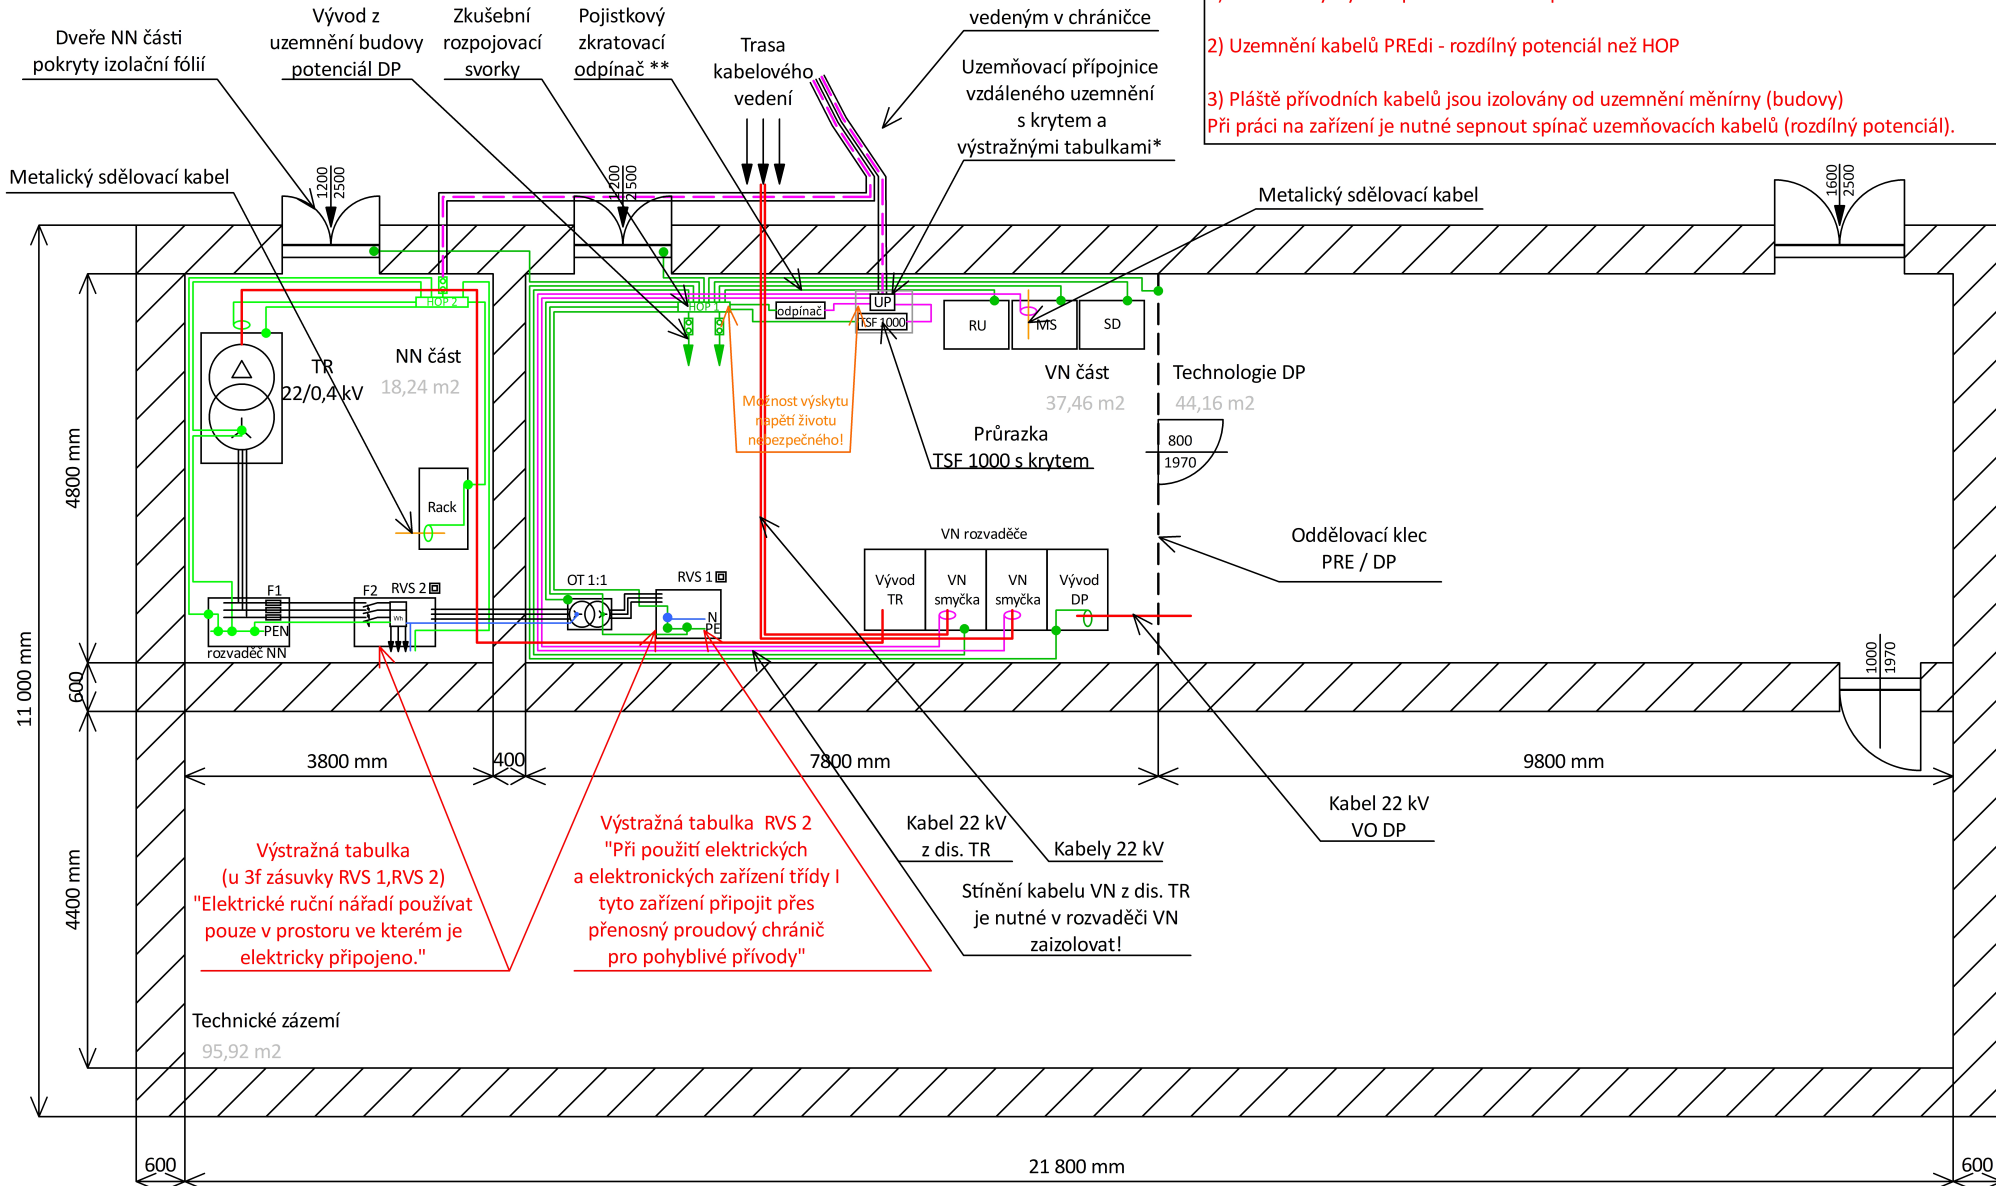 2) Uzemnění kabelů PREdi - rozdílný potenciál než HOP
3) Pláště přívodních kabelů jsou izolovány od uzemnění měnírny (budovy)
Při práci na zařízení je nutné sepnout spínač uzemňovacích kabelů (rozdílný potenciál).
Dveře NN části
pokryty izolační fólií
Vývod z
uzemnění budovy
potenciál DP
Zkušební
rozpojovací
svorky
Pojistkový
zkratovací
odpínač **
Trasa
kabelového
vedení
vedeným v chráničce
Uzemňovací přípojnice
vzdáleného uzemnění
s krytem a
výstražnými tabulkami*
Metalický sdělovací kabel
Metalický sdělovací kabel
1200
2500
1200
2500
1600
2500
HOP 2
HOP 1
odpínač
UP
TSF 1000
RU
MS
SD
TR
22/0,4 kV
NN část
18,24 m2
VN část
37,46 m2
Technologie DP
44,16 m2
Možnost výskytu
napětí životu
nebezpečného!
Průrazka
TSF 1000 s krytem
800
1970
Rack
VN rozvaděče
Vývod
TR
VN
smyčka
VN
smyčka
Vývod
DP
Oddělovací klec
PRE / DP
F1
PEN
rozvaděč NN
F2
RVS 2
Wh
OT 1:1
RVS 1
N
PE
1000
1970
4800 mm
600
11 000 mm
4400 mm
3800 mm
400
7800 mm
9800 mm
Výstražná tabulka
(u 3f zásuvky RVS 1,RVS 2)
"Elektrické ruční nářadí používat
pouze v prostoru ve kterém je
elektricky připojeno."
Výstražná tabulka RVS 2
"Při použití elektrických
a elektronických zařízení třídy I
tyto zařízení připojit přes
přenosný proudový chránič
pro pohyblivé přívody"
Kabel 22 kV
z dis. TR
Kabely 22 kV
Kabel 22 kV
VO DP
Stínění kabelu VN z dis. TR
je nutné v rozvaděči VN
zaizolovat!
Technické zázemí
95,92 m2
600
21 800 mm
600